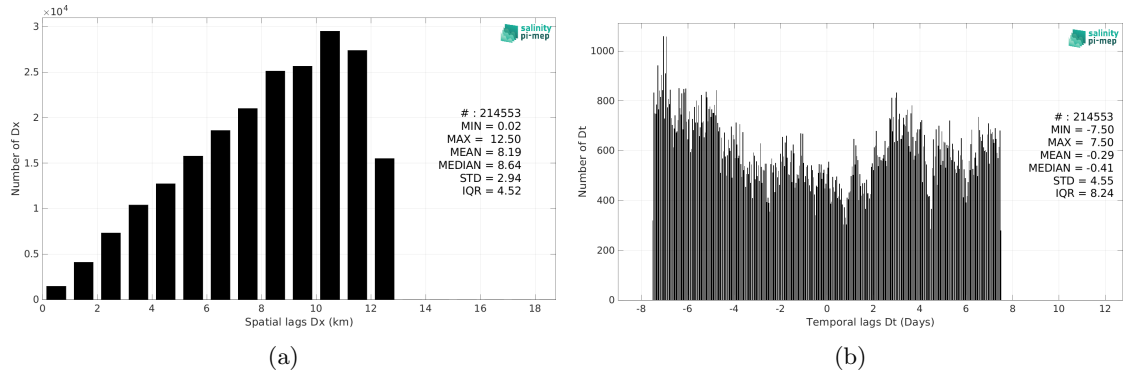 ×10⁴
3
2.5
2
1.5
1
0.5
0
0 2 4 6 8 10 12 14 16 18
Number of Dx
Spatial lags Dx (km)
salinity
pi-mep
# : 214553
MIN = 0.02
MAX = 12.50
MEAN = 8.19
MEDIAN = 8.64
STD = 2.94
IQR = 4.52
(a)
1000
800
600
400
200
0
-8 -6 -4 -2 0 2 4 6 8 10 12
Number of Dt
Temporal lags Dt (Days)
salinity
pi-mep
# : 214553
MIN = -7.50
MAX = 7.50
MEAN = -0.29
MEDIAN = -0.41
STD = 4.55
IQR = 8.24
(b)